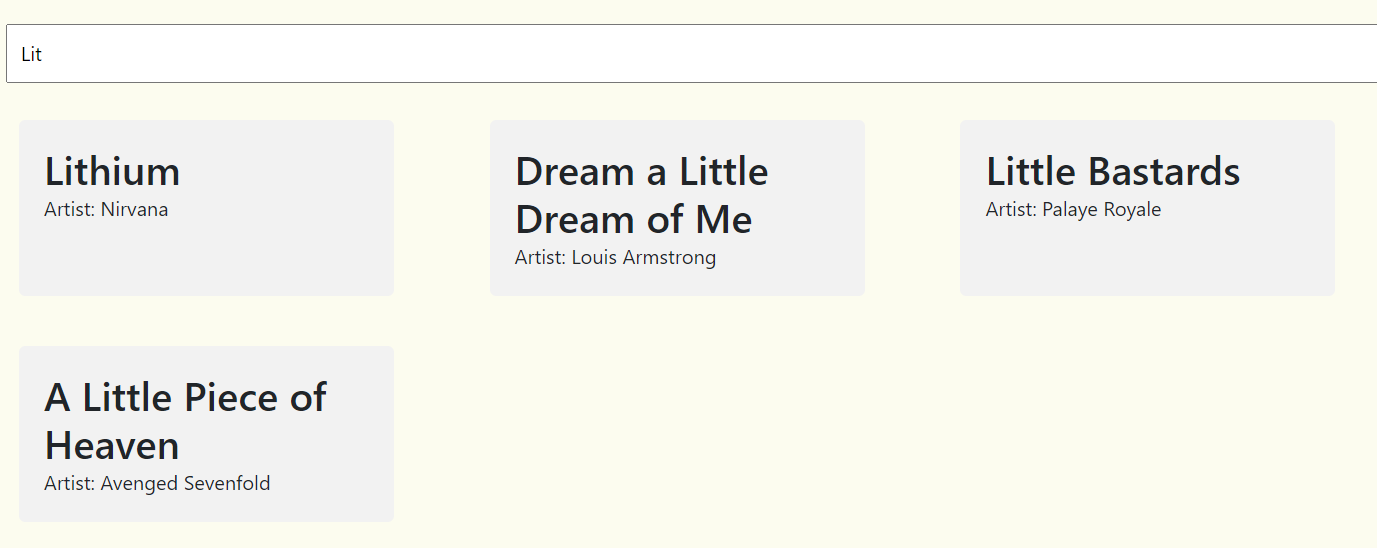 Lit
Lithium
Artist: Nirvana
Dream a Little
Dream of Me
Artist: Louis Armstrong
Little Bastards
Artist: Palaye Royale
A Little Piece of
Heaven
Artist: Avenged Sevenfold